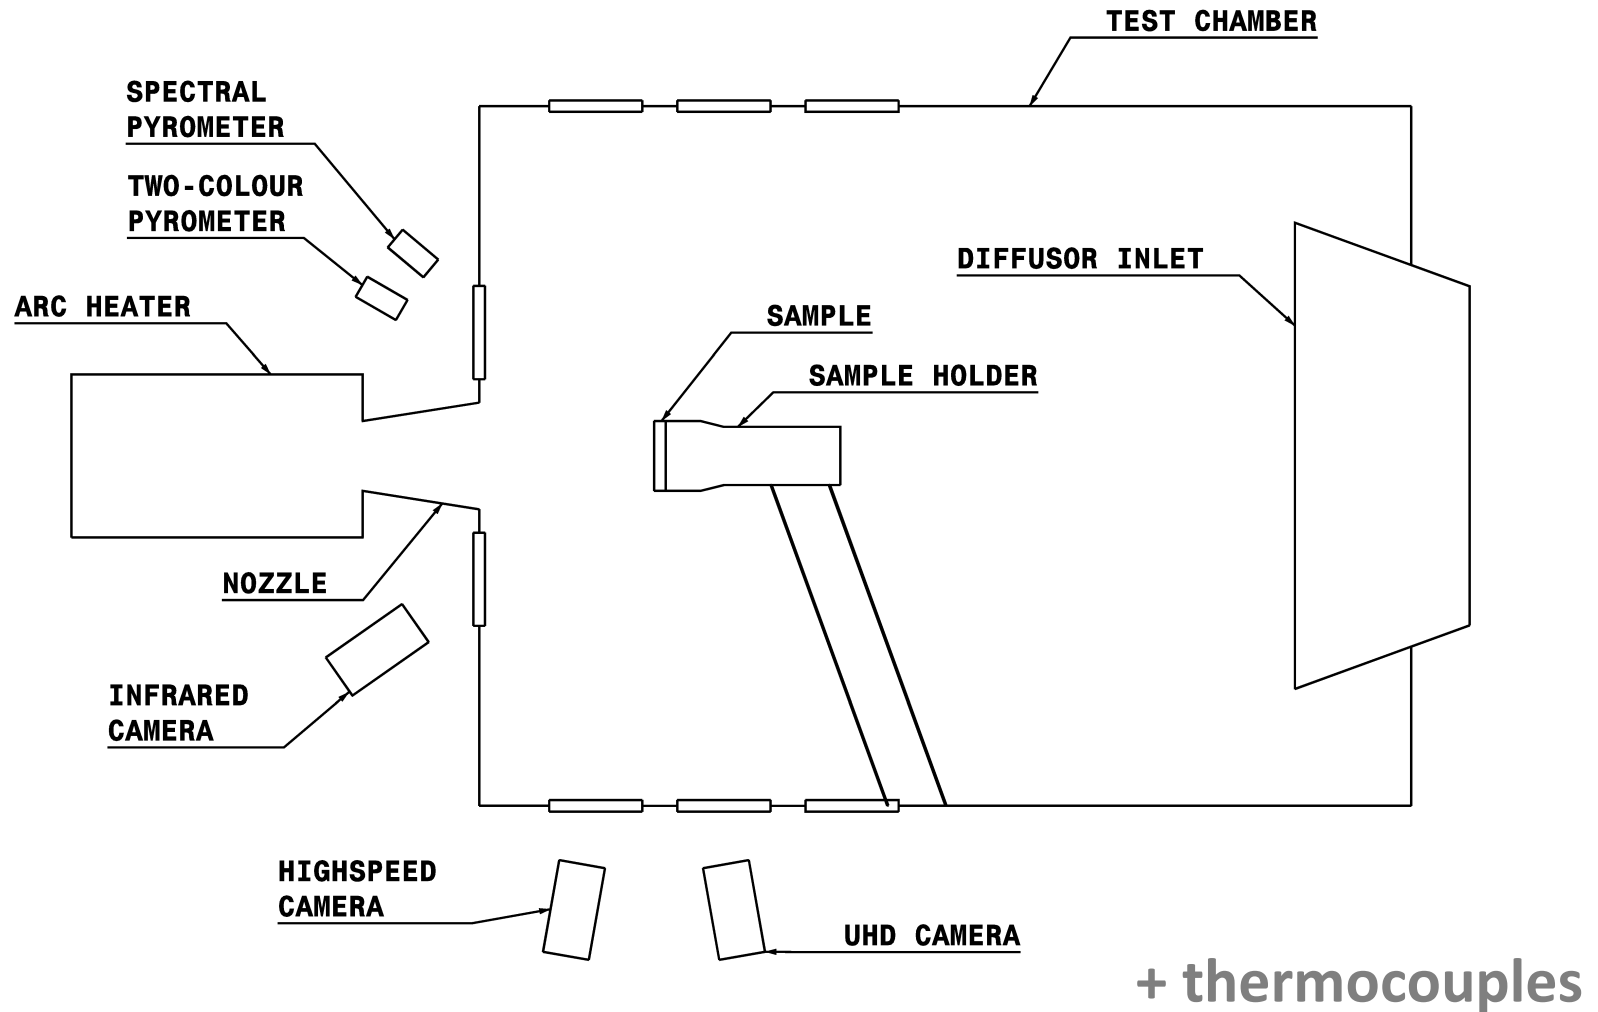 TEST CHAMBER
SPECTRAL
PYROMETER
TWO-COLOUR
PYROMETER
ARC HEATER
DIFFUSOR INLET
SAMPLE
SAMPLE HOLDER
NOZZLE
INFRARED
CAMERA
HIGHSPEED
CAMERA
UHD CAMERA
+ thermocouples